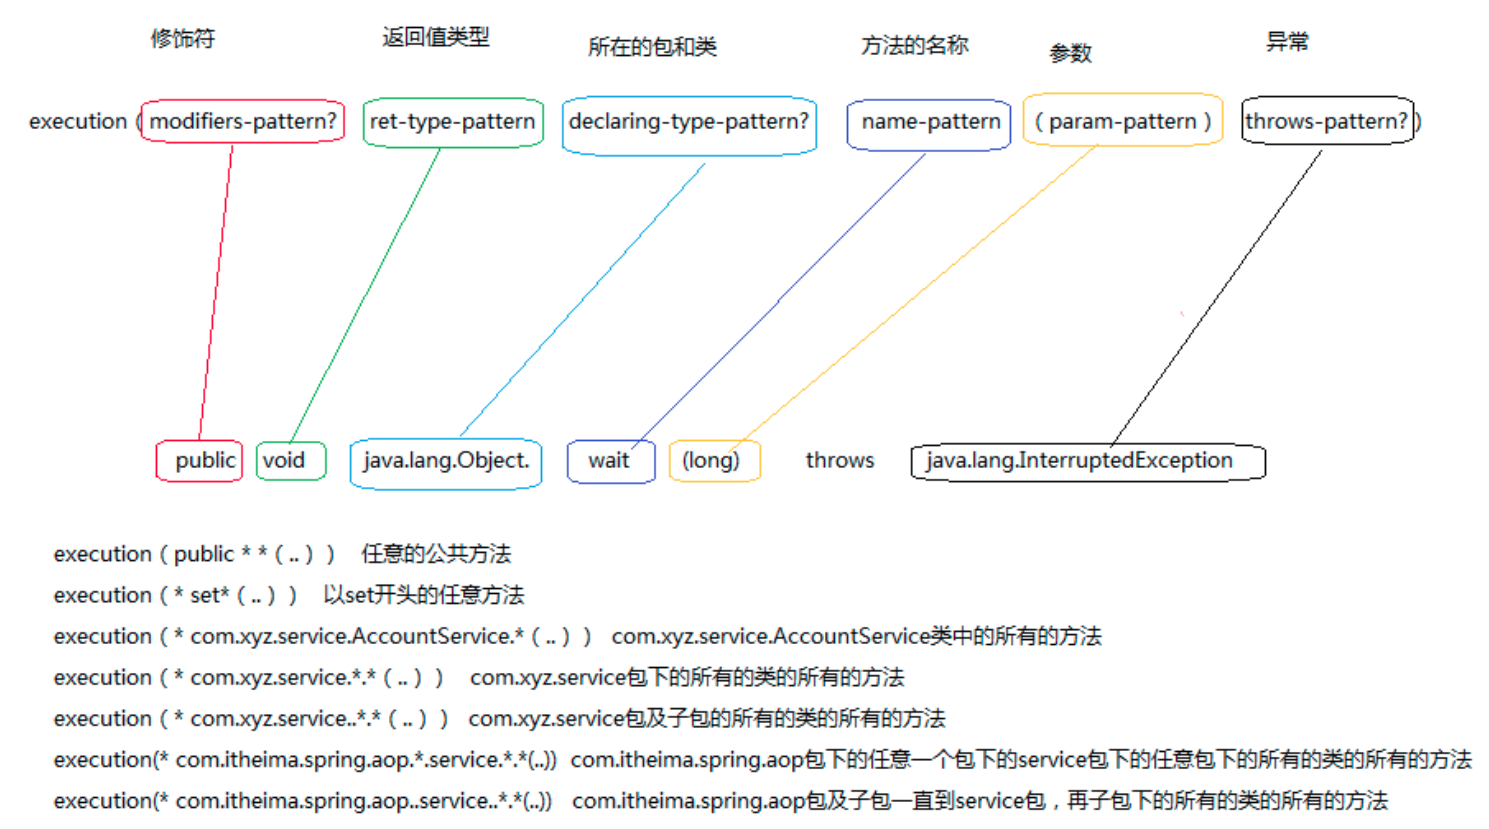 修饰符 返回值类型 所在的包和类 方法的名称 参数 异常
execution ( modifiers-pattern? ret-type-pattern declaring-type-pattern? name-pattern ( param-pattern ) throws-pattern? )
public void java.lang.Object. wait (long) throws java.lang.InterruptedException
execution ( public * * ( .. ) ) 任意的公共方法
execution ( * set* ( .. ) ) 以set开头的任意方法
execution ( * com.xyz.service.AccountService.* ( .. ) ) com.xyz.service.AccountService类中的所有的方法
execution ( * com.xyz.service.*.* ( .. ) ) com.xyz.service包下的所有的类的所有的方法
execution ( * com.xyz.service..*.* ( .. ) ) com.xyz.service包及子包的所有的类的所有的方法
execution(* com.itheima.spring.aop.*.service.*.*(..)) com.itheima.spring.aop包下的任意一个包下的service包下的任意包下的所有的类的所有的方法
execution(* com.itheima.spring.aop..service..*.*(..)) com.itheima.spring.aop包及子包一直到service包，再子包下的所有的类的所有的方法